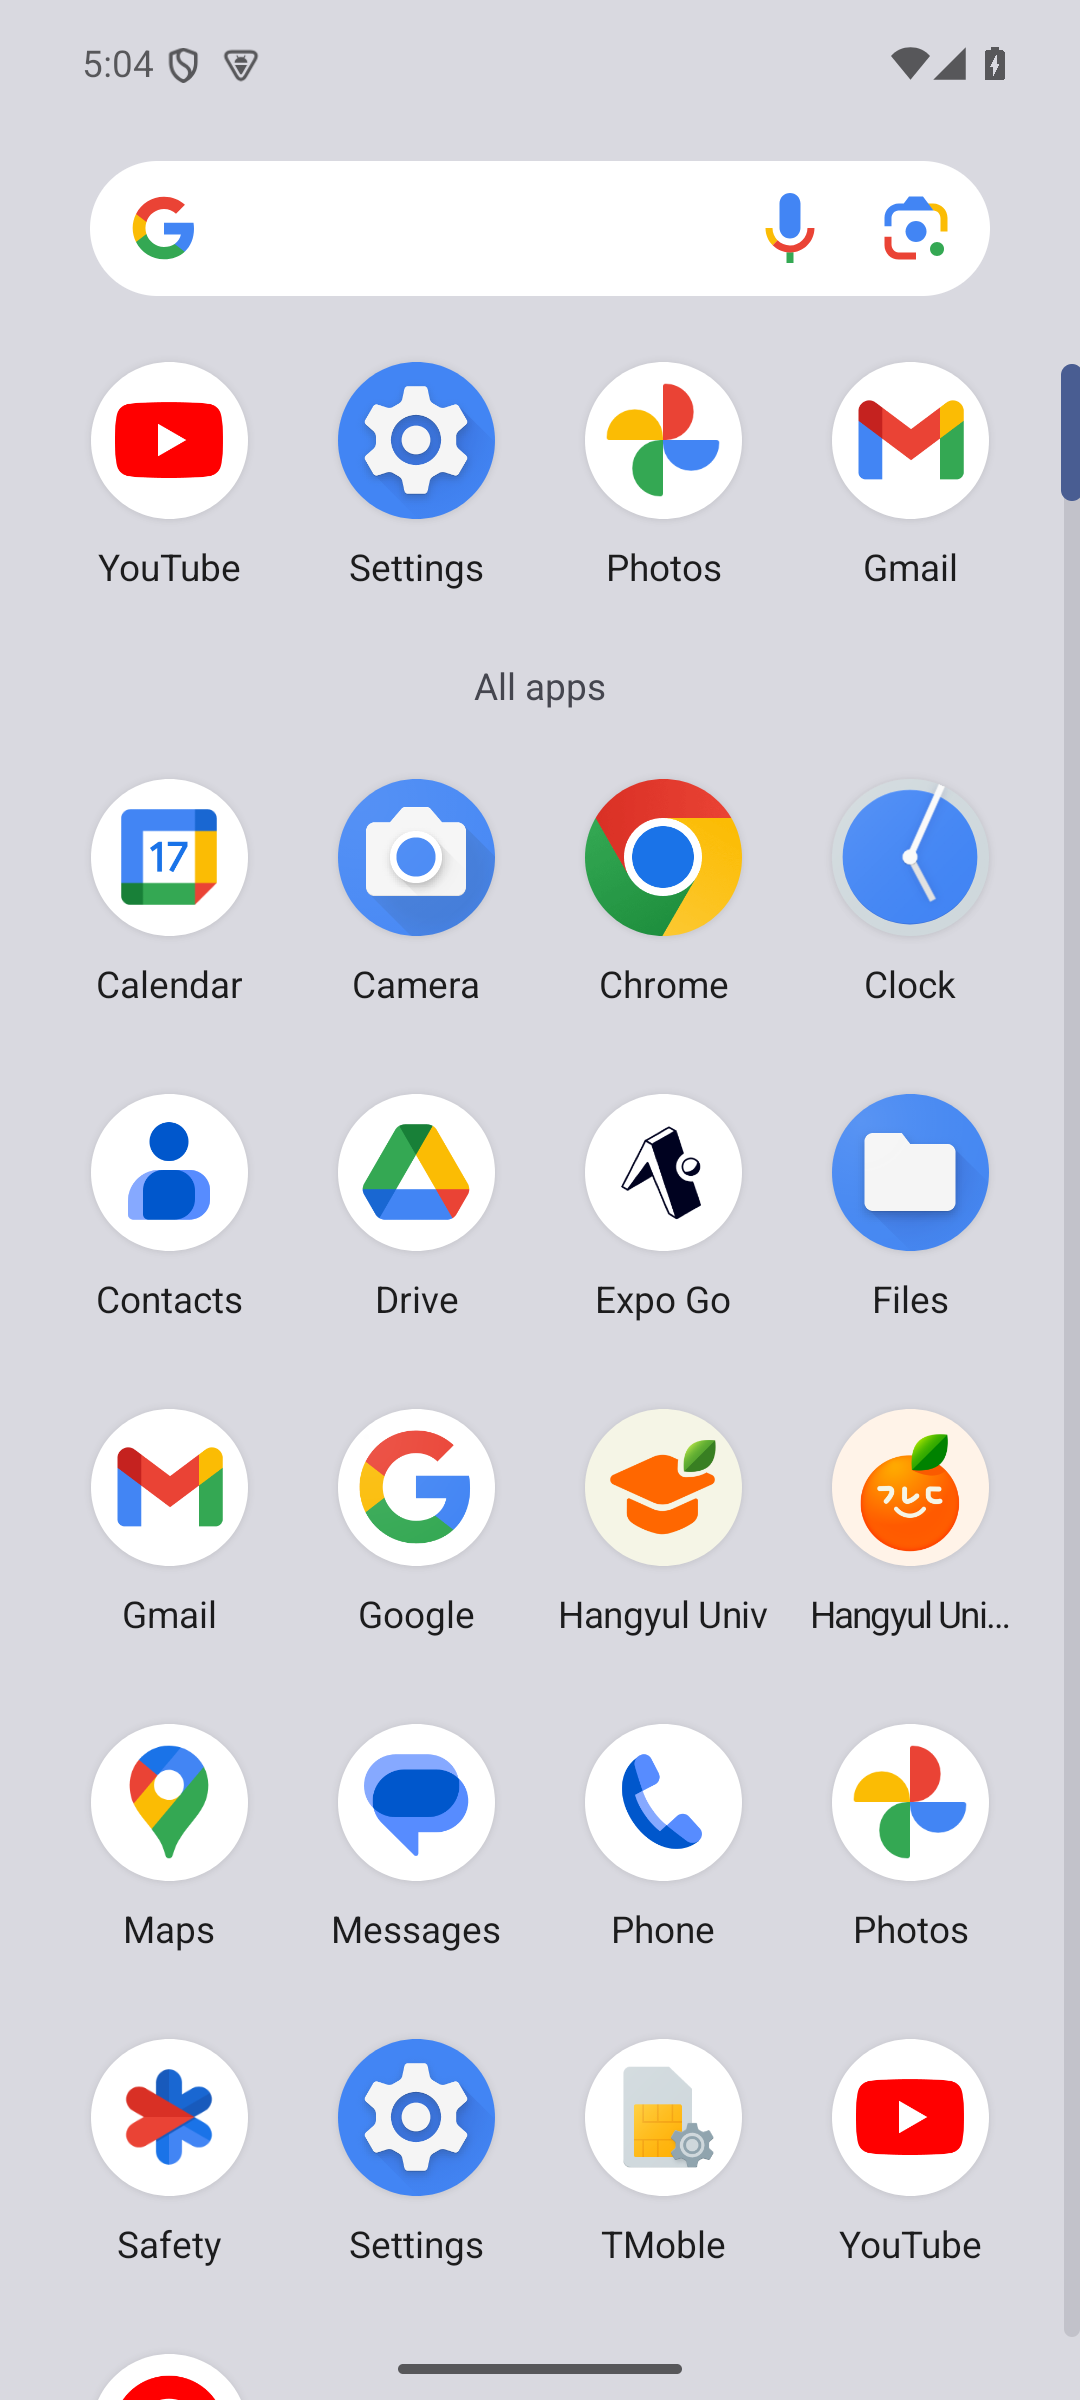 5:04
YouTube Settings Photos Gmail
All apps
17
Calendar Camera Chrome Clock
Contacts Drive Expo Go Files
Gmail Google Hangyul Univ Hangyul Uni...
Maps Messages Phone Photos
Safety Settings TMoble YouTube